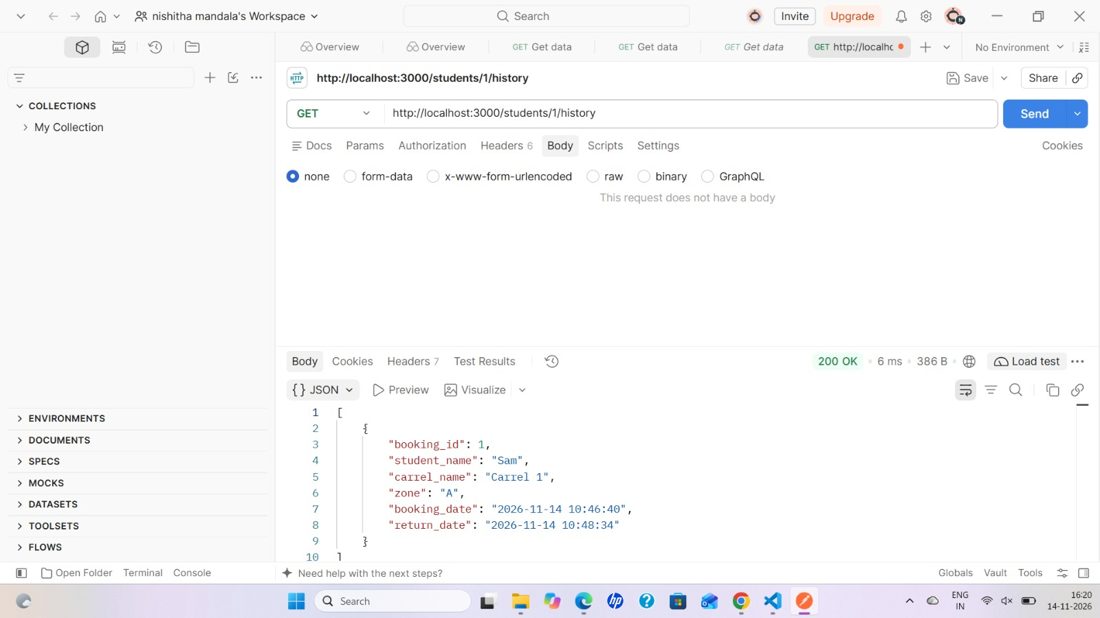 nishitha mandala's Workspace Search Invite Upgrade
Overview Overview GET Get data GET Get data GET Get data GET http://localhc No Environment
HTTP http://localhost:3000/students/1/history Save Share
COLLECTIONS
My Collection
GET http://localhost:3000/students/1/history Send
Docs Params Authorization Headers 6 Body Scripts Settings Cookies
none form-data x-www-form-urlencoded raw binary GraphQL
This request does not have a body
Body Cookies Headers 7 Test Results 200 OK 6 ms 386 B Load test
{} JSON Preview Visualize
1 [
2 {
3 "booking_id": 1,
4 "student_name": "Sam",
5 "carrel_name": "Carrel 1",
6 "zone": "A",
7 "booking_date": "2026-11-14 10:46:40",
8 "return_date": "2026-11-14 10:48:34"
9 }
10 ]
ENVIRONMENTS
DOCUMENTS
SPECS
MOCKS
DATASETS
TOOLSETS
FLOWS
Open Folder Terminal Console Need help with the next steps? Globals Vault Tools
Search hp ENG 16:20
IN 14-11-2026